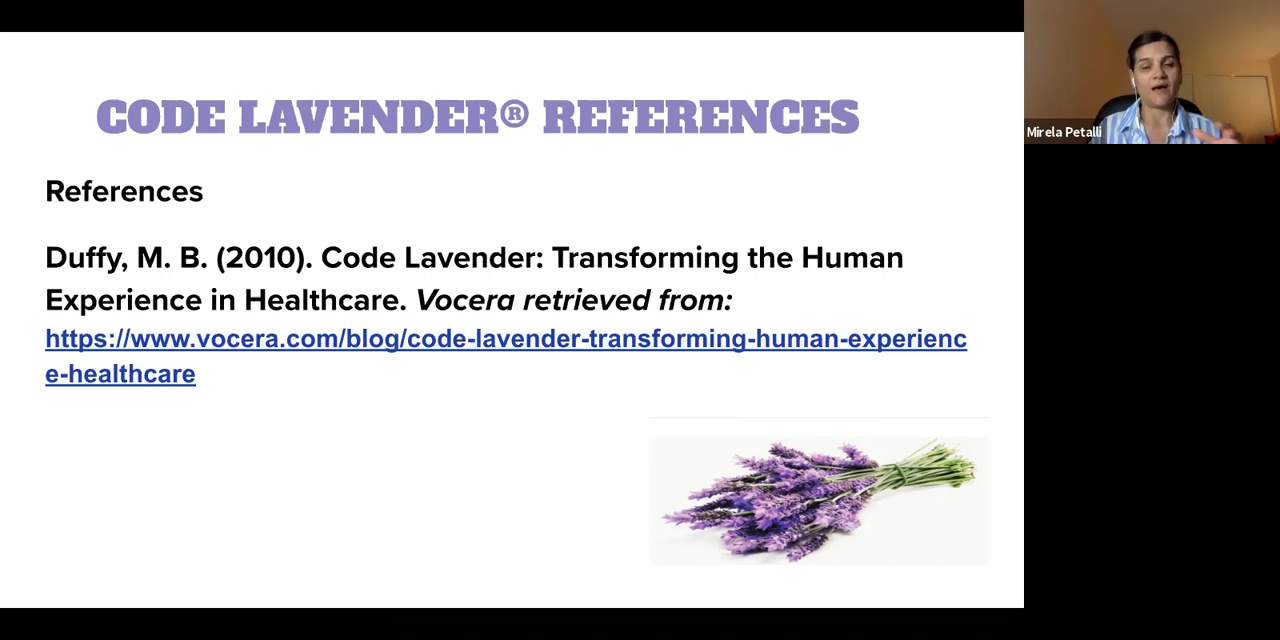 CODE LAVENDER® REFERENCES
References
Duffy, M. B. (2010). Code Lavender: Transforming the Human
Experience in Healthcare. Vocera retrieved from:
https://www.vocera.com/blog/code-lavender-transforming-human-experienc
e-healthcare
Mirela Petalli